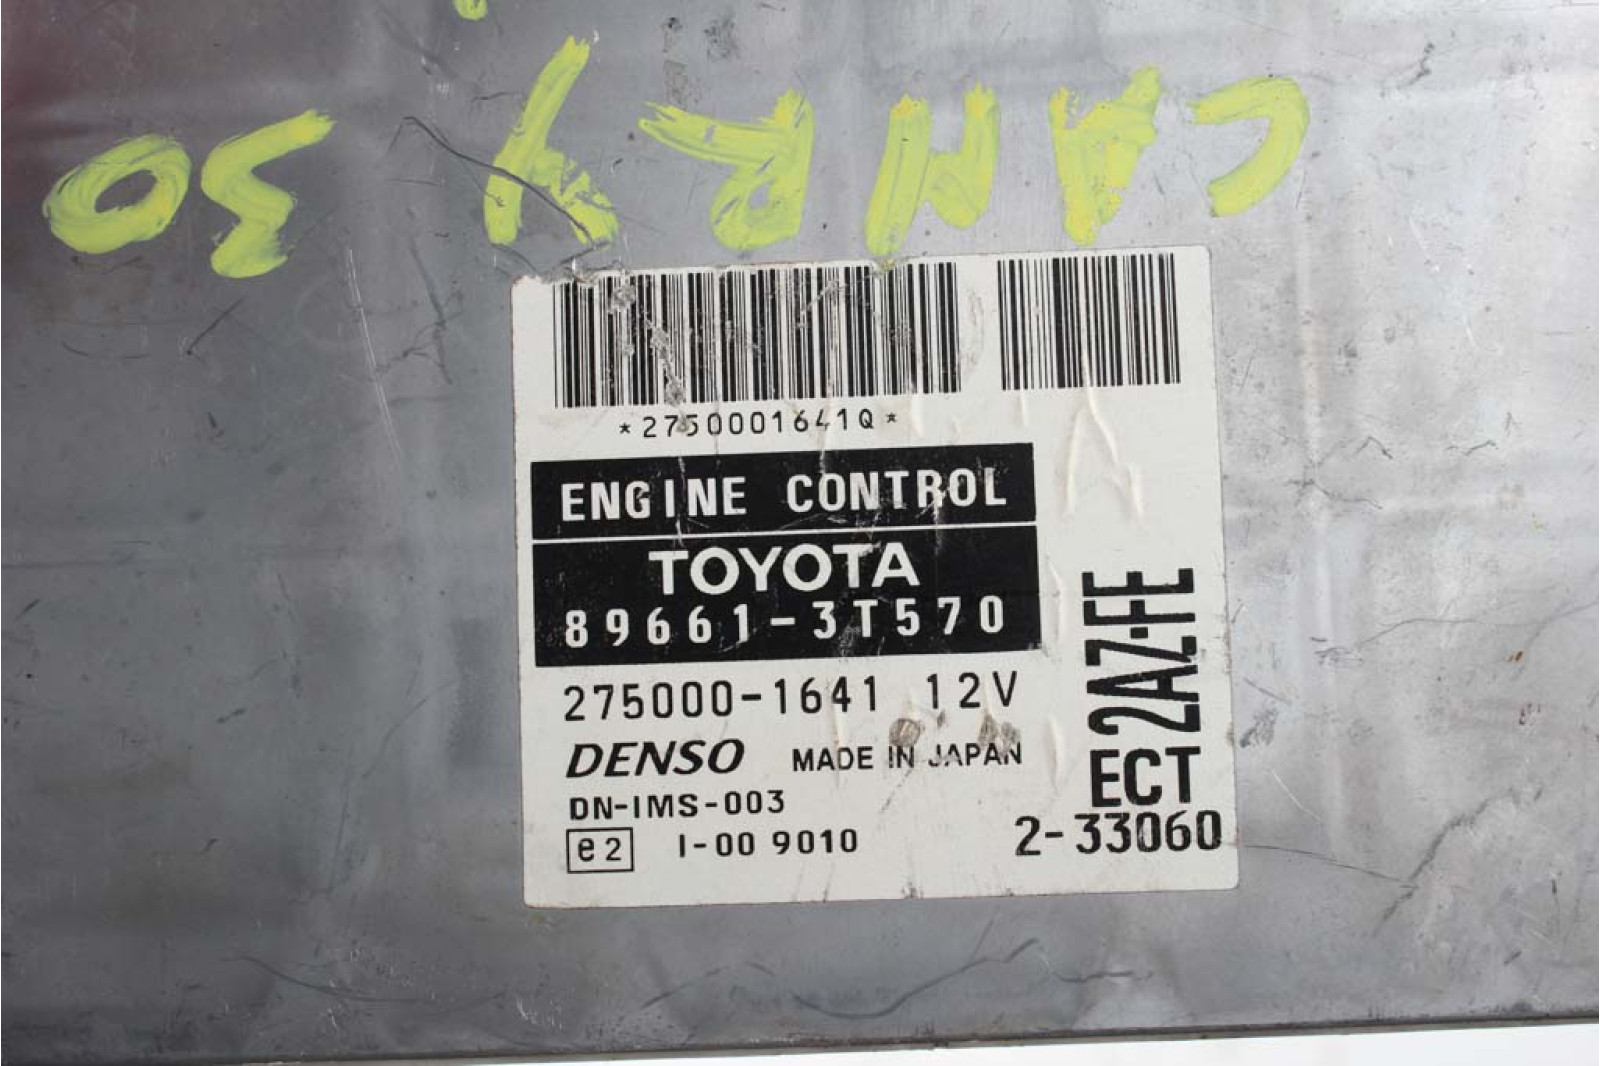 CAMRY 30
*2750001641Q*
ENGINE CONTROL
TOYOTA
89661-3T570
275000-1641 12V
DENSO MADE IN JAPAN
DN-IMS-003
e2 I-00 9010
2AZ-FE
ECT
2-33060